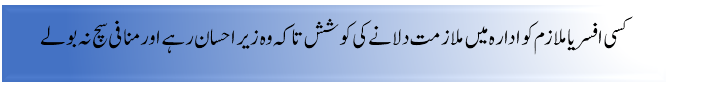 کسی افسر یا ملازم کو ادارہ میں ملازمت دلانے کی کوشش تاکہ وہ زیر احسان رہے اور منافی سچ نہ بولے